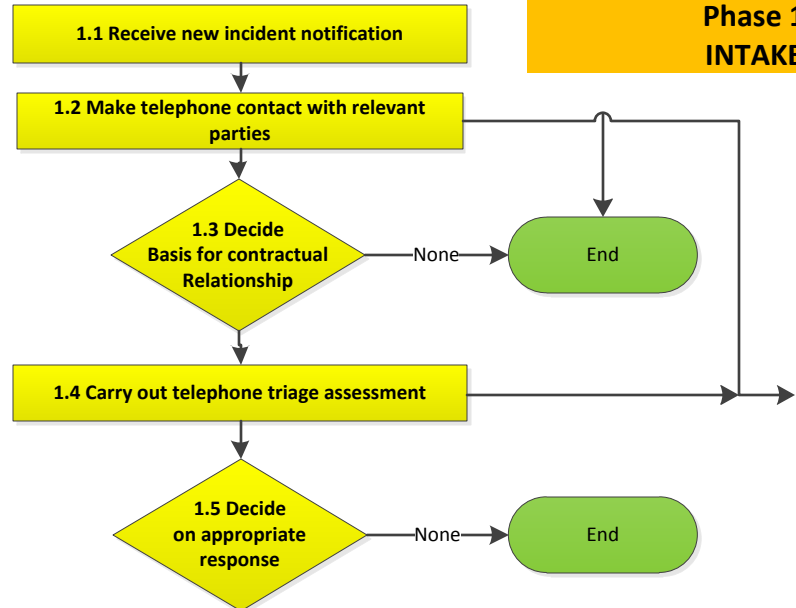 1.1 Receive new incident notification
Phase 1
INTAKE
1.2 Make telephone contact with relevant
parties
1.3 Decide
Basis for contractual
Relationship
None
End
1.4 Carry out telephone triage assessment
1.5 Decide
on appropriate
response
None
End